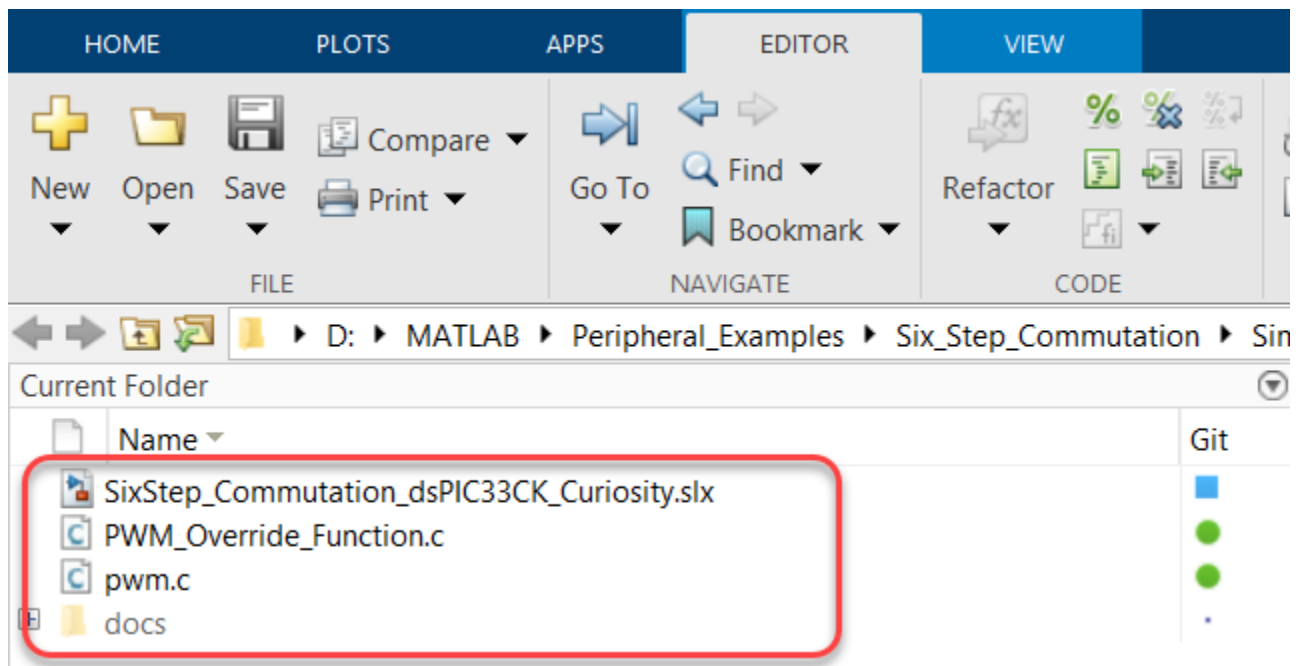 HOME PLOTS APPS EDITOR VIEW
New Open Save Compare Print Go To Find Bookmark Refactor fi
FILE NAVIGATE CODE
D: MATLAB Peripheral_Examples Six_Step_Commutation
Current Folder
Name Git
SixStep_Commutation_dsPIC33CK_Curiosity.slx
PWM_Override_Function.c
pwm.c
docs